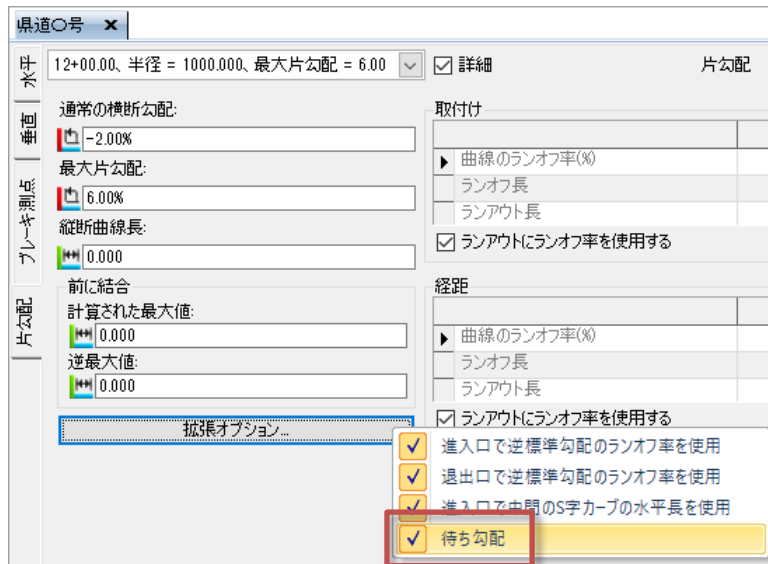 県道〇号 ×
水平
垂直
ブレーキ測点
片勾配
12+00.00、半径 = 1000.000、最大片勾配 = 6.00
詳細
片勾配
通常の横断勾配:
-2.00%
最大片勾配:
6.00%
縦断曲線長:
0.000
前に結合
計算された最大値:
0.000
逆最大値:
0.000
拡張オプション...
取付け
曲線のランオフ率(%)
ランオフ長
ランアウト長
ランアウトにランオフ率を使用する
経距
曲線のランオフ率(%)
ランオフ長
ランアウト長
ランアウトにランオフ率を使用する
進入口で逆標準勾配のランオフ率を使用
退出口で逆標準勾配のランオフ率を使用
進入口で中間のS字カーブの水平長を使用
待ち勾配